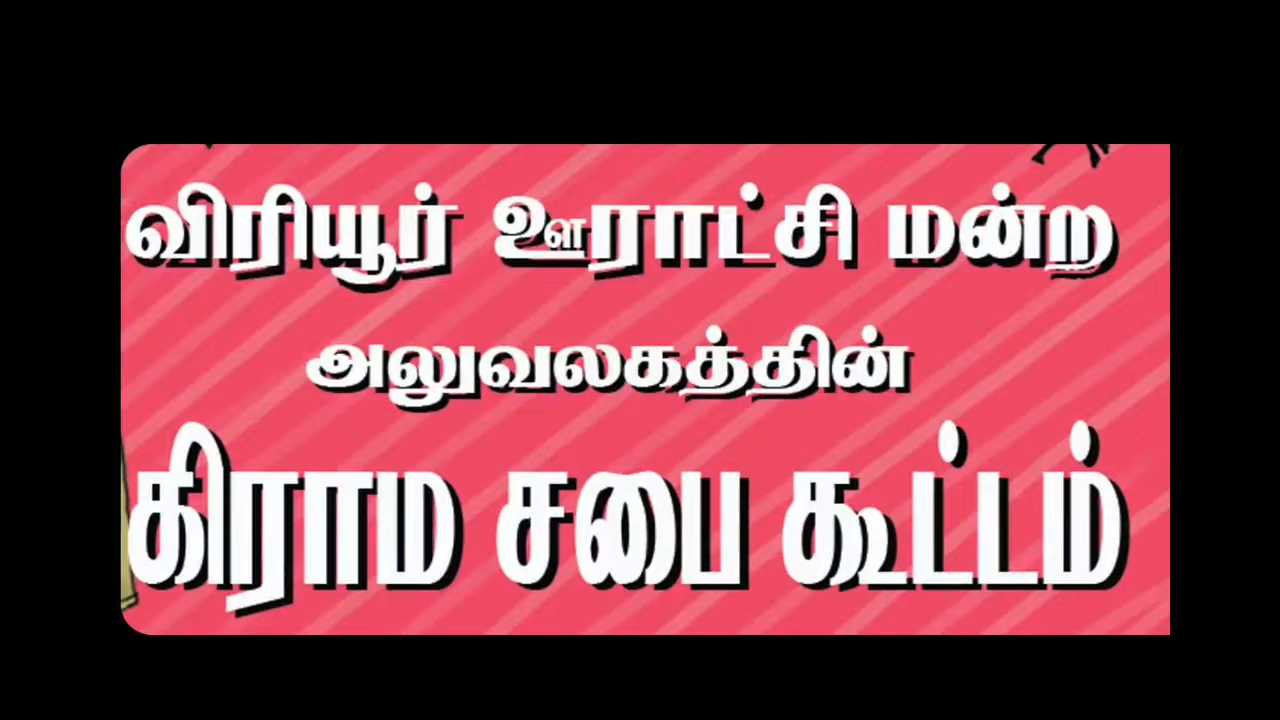 விரியூர் ஊராட்சி மன்ற
அலுவலகத்தின்
கிராம சபை கூட்டம்